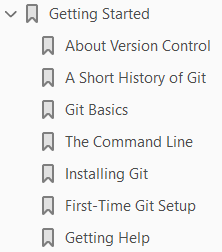 Getting Started
About Version Control
A Short History of Git
Git Basics
The Command Line
Installing Git
First-Time Git Setup
Getting Help